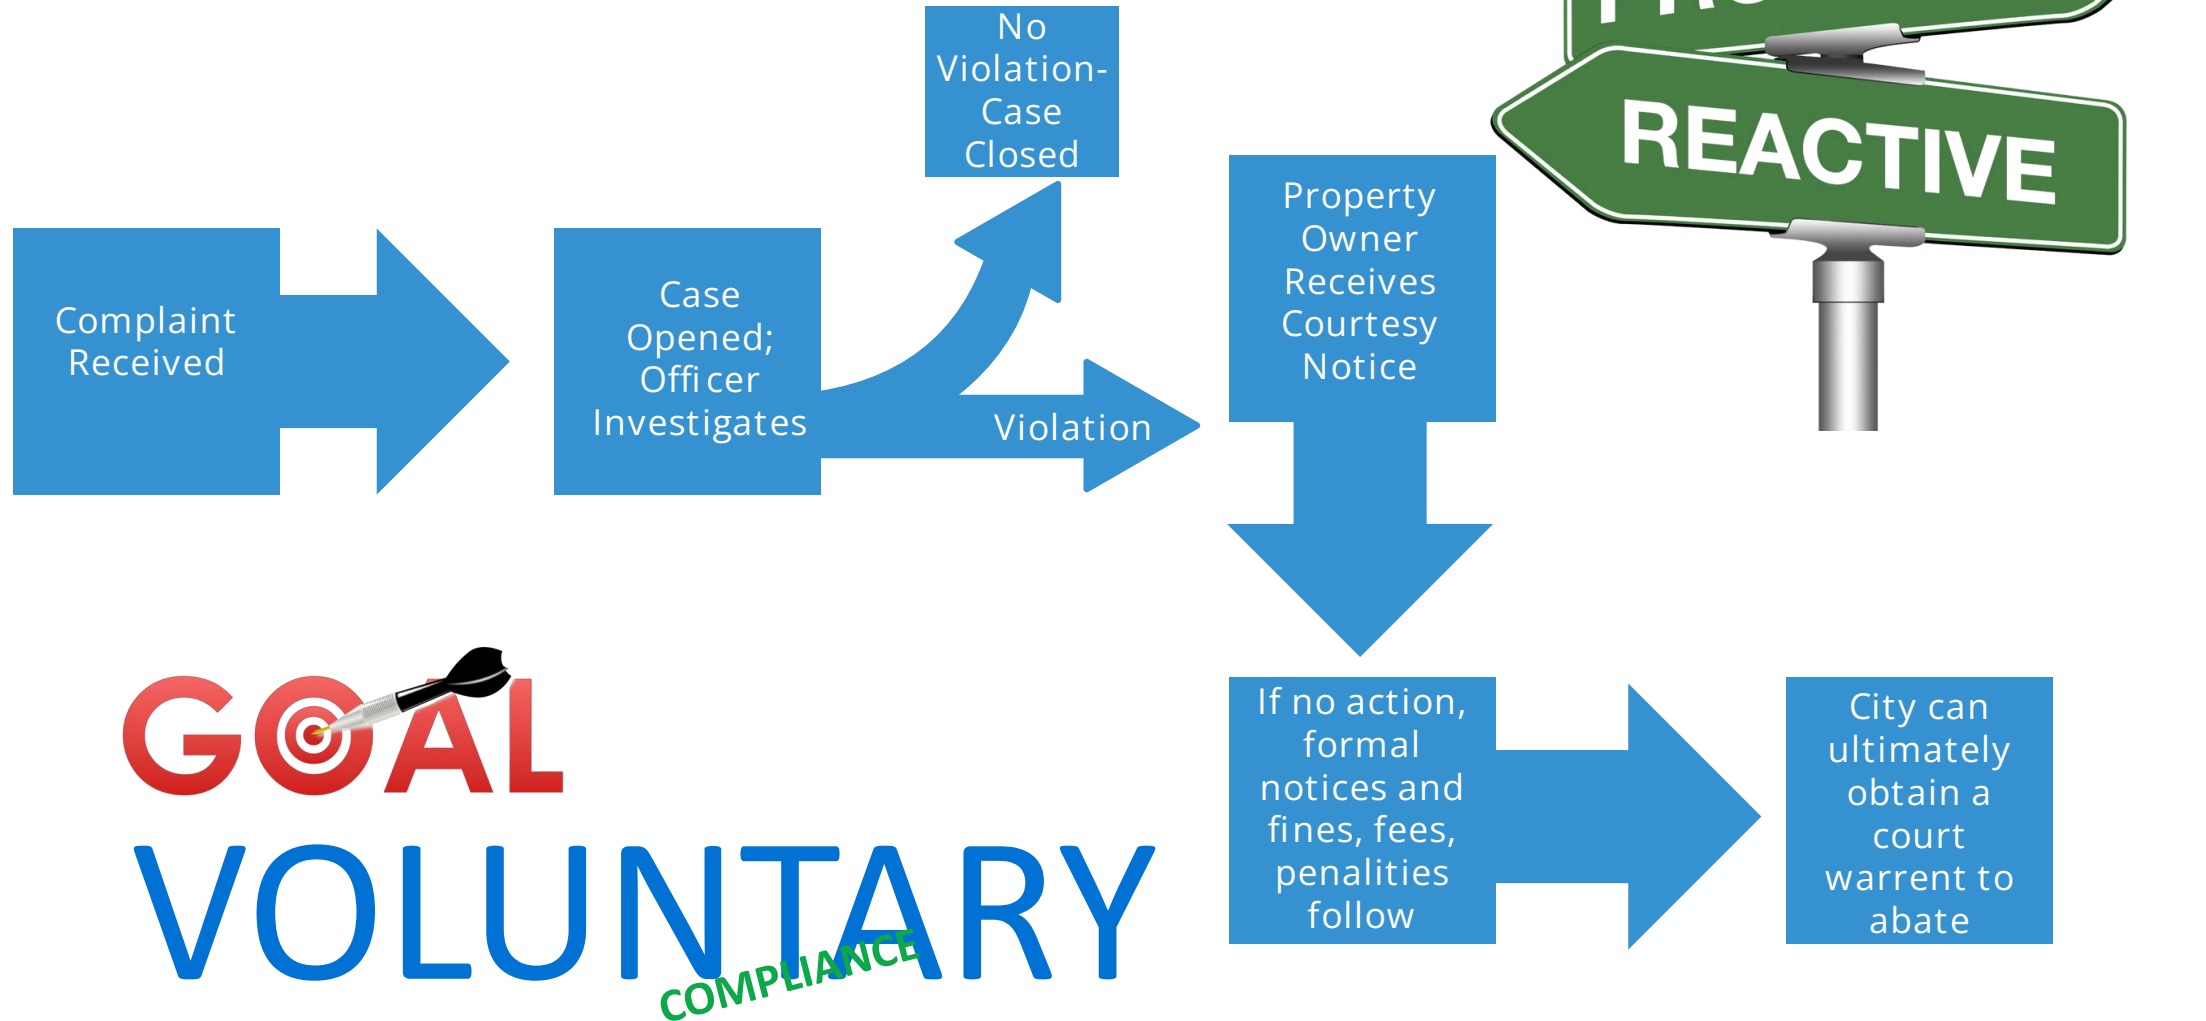 No
Violation-
Case
Closed
REACTIVE
Complaint
Received
Case
Opened;
Officer
Investigates
Violation
Property
Owner
Receives
Courtesy
Notice
If no action,
formal
notices and
fines, fees,
penalities
follow
City can
ultimately
obtain a
court
warrent to
abate
GOAL
VOLUNTARY
COMPLIANCE